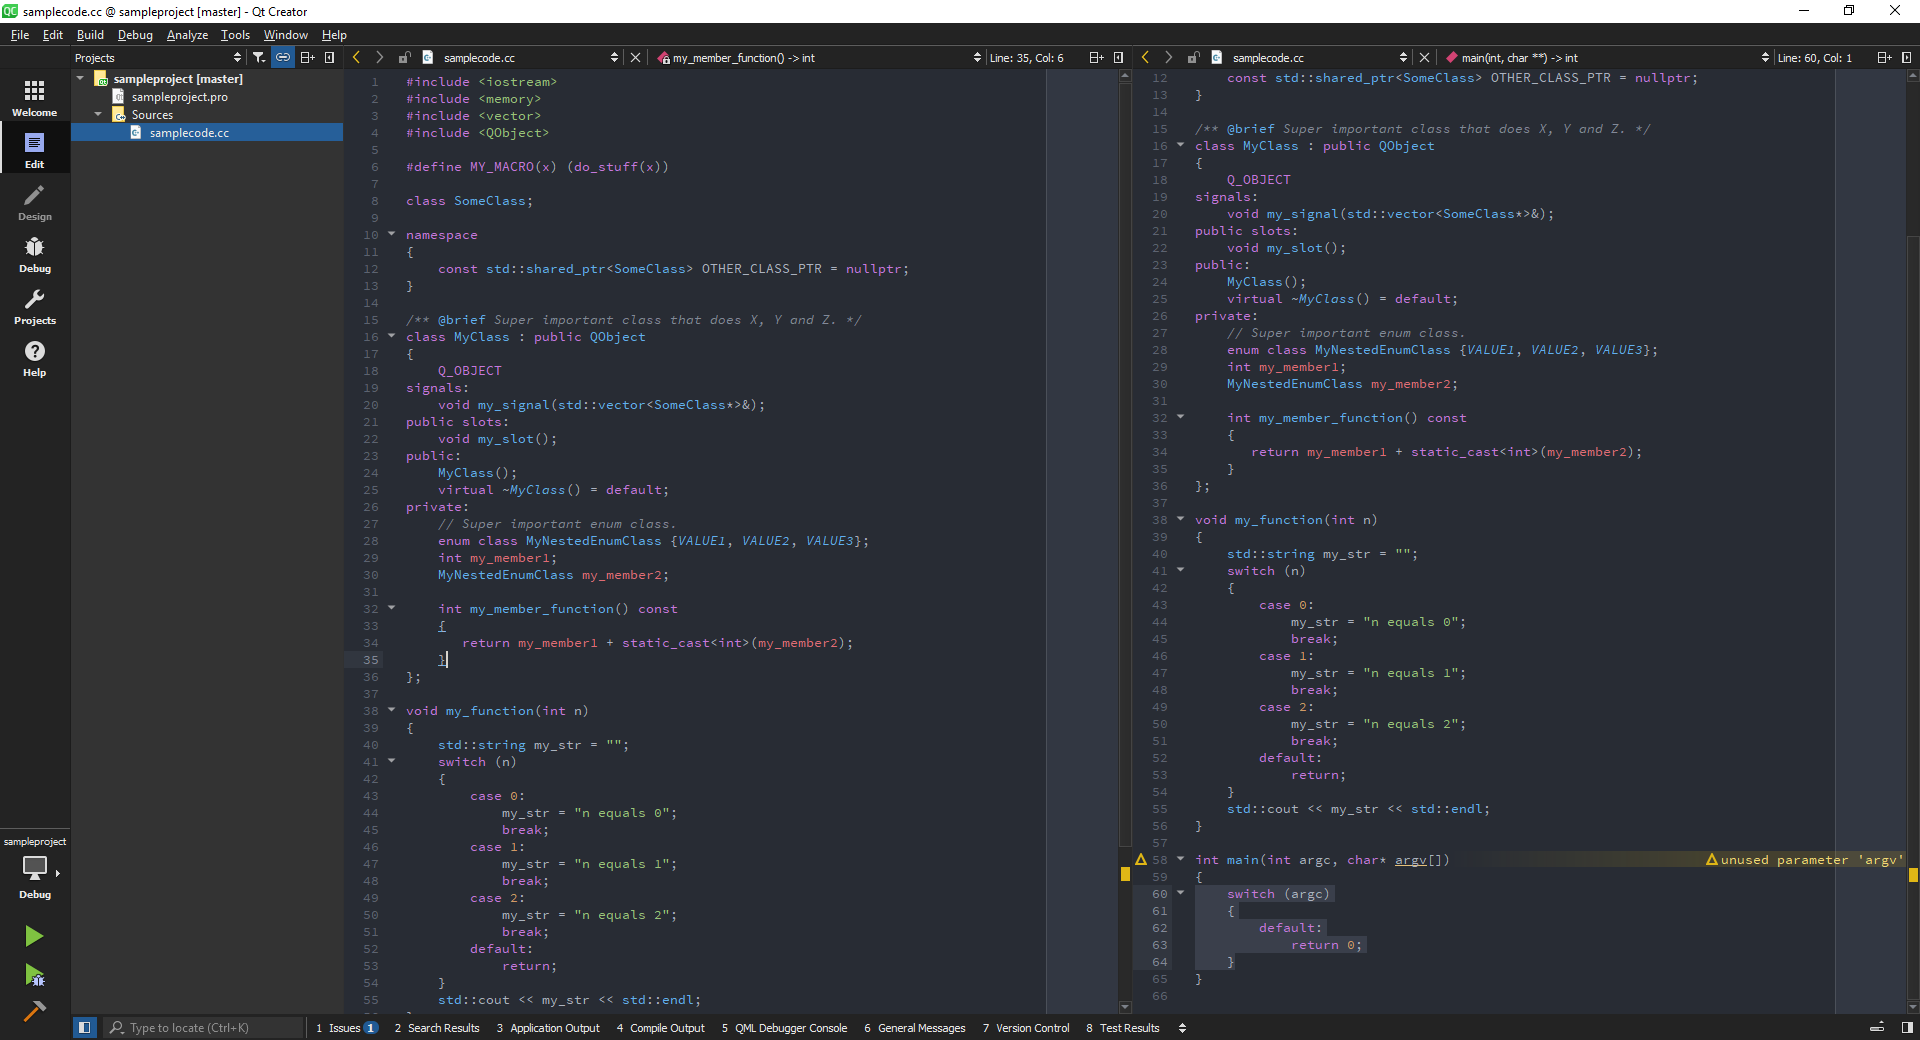 samplecode.cc @ sampleproject [master] - Qt Creator
File Edit Build Debug Analyze Tools Window Help
Projects
samplecode.cc
my_member_function() -> int
Line: 35, Col: 6
samplecode.cc
main(int, char **) -> int
Line: 60, Col: 1
Welcome
Edit
Design
Debug
Projects
Help
sampleproject
Debug
sampleproject [master]
sampleproject.pro
Sources
samplecode.cc
1 #include <iostream>
2 #include <memory>
3 #include <vector>
4 #include <QObject>
5
6 #define MY_MACRO(x) (do_stuff(x))
7
8 class SomeClass;
9
10 namespace
11 {
12     const std::shared_ptr<SomeClass> OTHER_CLASS_PTR = nullptr;
13 }
14
15 /** @brief Super important class that does X, Y and Z. */
16 class MyClass : public QObject
17 {
18     Q_OBJECT
19 signals:
20     void my_signal(std::vector<SomeClass*>&);
21 public slots:
22     void my_slot();
23 public:
24     MyClass();
25     virtual ~MyClass() = default;
26 private:
27     // Super important enum class.
28     enum class MyNestedEnumClass {VALUE1, VALUE2, VALUE3};
29     int my_member1;
30     MyNestedEnumClass my_member2;
31
32     int my_member_function() const
33     {
34        return my_member1 + static_cast<int>(my_member2);
35     }
36 };
37
38 void my_function(int n)
39 {
40     std::string my_str = "";
41     switch (n)
42     {
43         case 0:
44             my_str = "n equals 0";
45             break;
46         case 1:
47             my_str = "n equals 1";
48             break;
49         case 2:
50             my_str = "n equals 2";
51             break;
52         default:
53             return;
54     }
55     std::cout << my_str << std::endl;
12     const std::shared_ptr<SomeClass> OTHER_CLASS_PTR = nullptr;
13 }
14
15 /** @brief Super important class that does X, Y and Z. */
16 class MyClass : public QObject
17 {
18     Q_OBJECT
19 signals:
20     void my_signal(std::vector<SomeClass*>&);
21 public slots:
22     void my_slot();
23 public:
24     MyClass();
25     virtual ~MyClass() = default;
26 private:
27     // Super important enum class.
28     enum class MyNestedEnumClass {VALUE1, VALUE2, VALUE3};
29     int my_member1;
30     MyNestedEnumClass my_member2;
31
32     int my_member_function() const
33     {
34        return my_member1 + static_cast<int>(my_member2);
35     }
36 };
37
38 void my_function(int n)
39 {
40     std::string my_str = "";
41     switch (n)
42     {
43         case 0:
44             my_str = "n equals 0";
45             break;
46         case 1:
47             my_str = "n equals 1";
48             break;
49         case 2:
50             my_str = "n equals 2";
51             break;
52         default:
53             return;
54     }
55     std::cout << my_str << std::endl;
56 }
57
58 int main(int argc, char* argv[]) unused parameter 'argv'
59 {
60     switch (argc)
61     {
62         default:
63             return 0;
64     }
65 }
66
Type to locate (Ctrl+K)
1 Issues 1 2 Search Results 3 Application Output 4 Compile Output 5 QML Debugger Console 6 General Messages 7 Version Control 8 Test Results